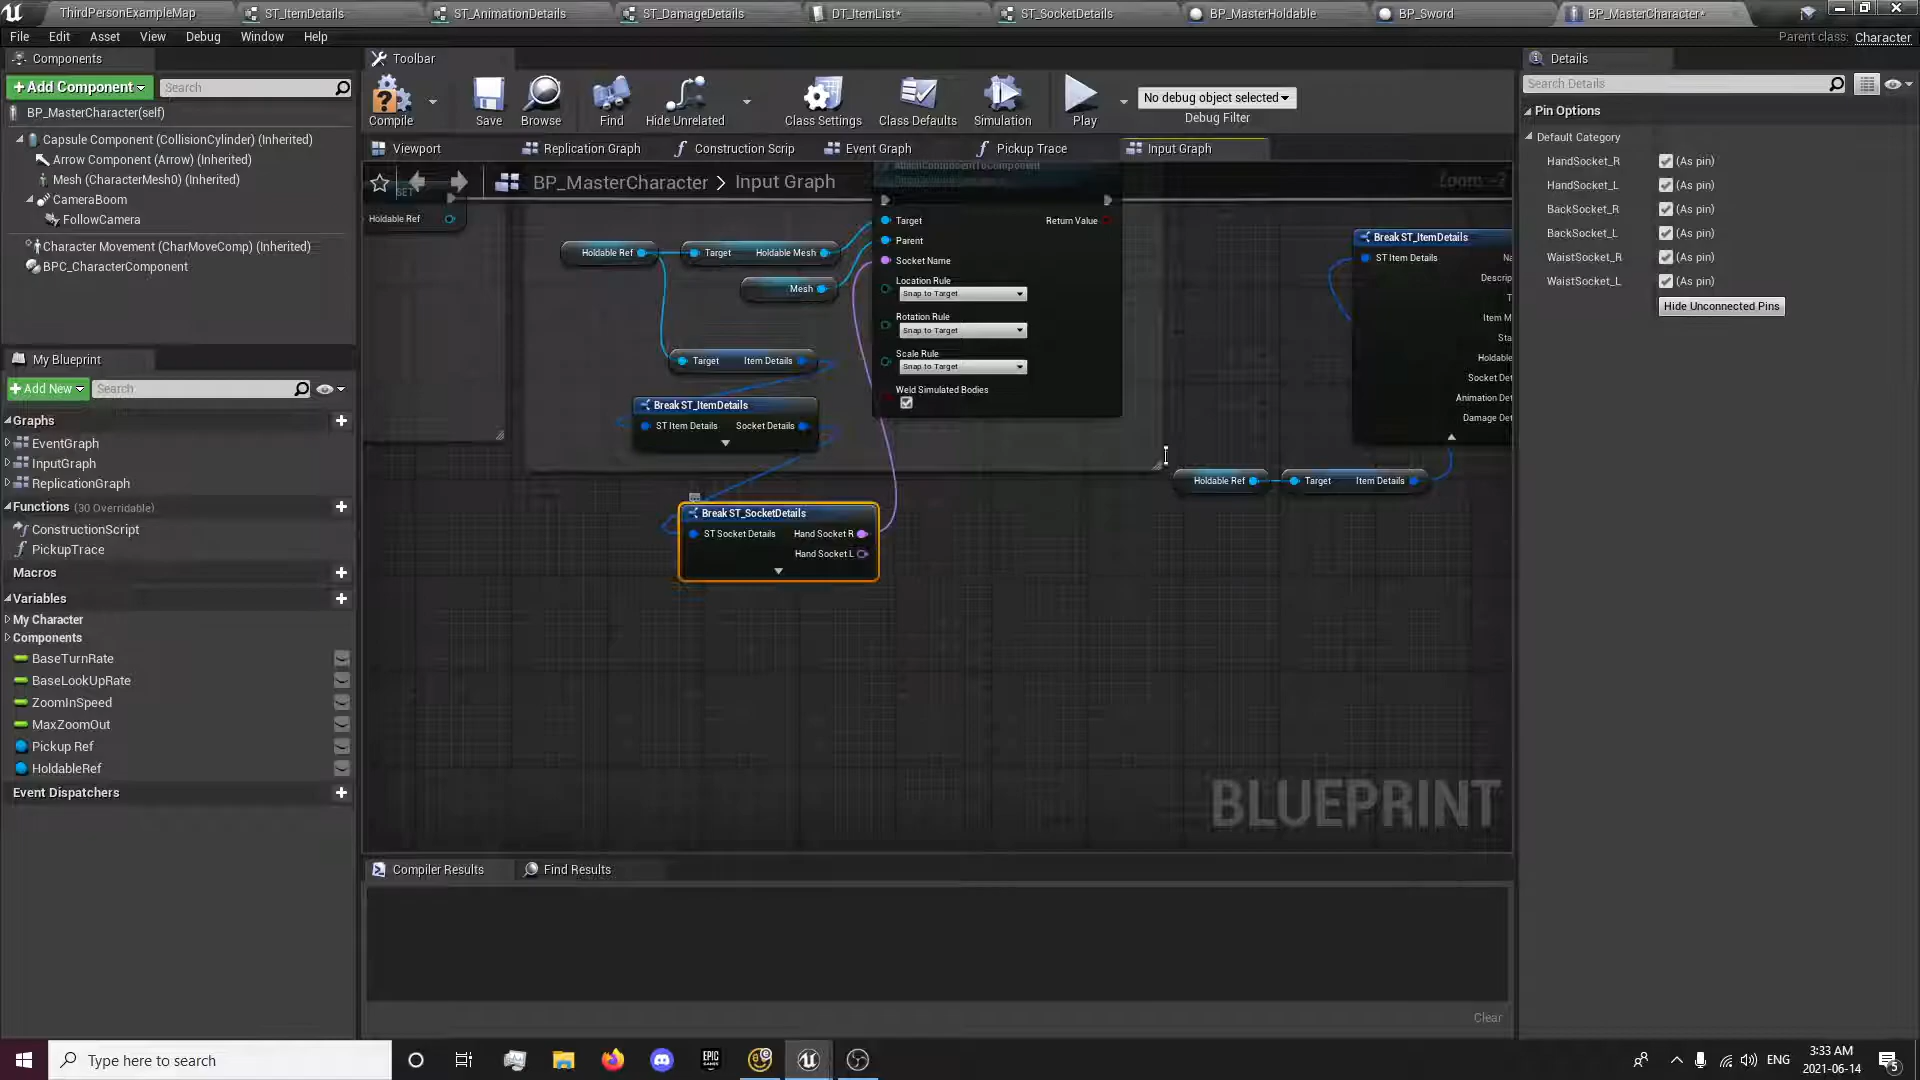 ThirdPersonExampleMap
ST_ItemDetails
ST_AnimationDetails
ST_DamageDetails
DT_ItemList*
ST_SocketDetails
BP_MasterHoldable
BP_Sword
BP_MasterCharacter*
File Edit Asset View Debug Window Help
Parent class: Character
Components
+Add Component
Search
BP_MasterCharacter(self)
Capsule Component (CollisionCylinder) (Inherited)
Arrow Component (Arrow) (Inherited)
Mesh (CharacterMesh0) (Inherited)
CameraBoom
FollowCamera
Character Movement (CharMoveComp) (Inherited)
BPC_CharacterComponent
My Blueprint
+Add New
Search
Graphs
EventGraph
InputGraph
ReplicationGraph
Functions (30 Overridable)
ConstructionScript
PickupTrace
Macros
Variables
My Character
Components
BaseTurnRate
BaseLookUpRate
ZoomInSpeed
MaxZoomOut
Pickup Ref
HoldableRef
Event Dispatchers
Toolbar
Compile
Save
Browse
Find
Hide Unrelated
Class Settings
Class Defaults
Simulation
Play
No debug object selected
Debug Filter
Viewport
Replication Graph
Construction Scrip
Event Graph
Pickup Trace
Input Graph
BP_MasterCharacter > Input Graph
SET
Holdable Ref
Target
Return Value
Parent
Socket Name
Location Rule
Snap to Target
Rotation Rule
Snap to Target
Scale Rule
Snap to Target
Weld Simulated Bodies
Holdable Ref
Target Holdable Mesh
Mesh
Target Item Details
Break ST_ItemDetails
ST Item Details Socket Details
Break ST_SocketDetails
ST Socket Details Hand Socket R
Hand Socket L
Break ST_ItemDetails
ST Item Details
Na
Descrip
T
Item M
Sta
Holdable
Socket Det
Animation Det
Damage Det
Holdable Ref
Target Item Details
BLUEPRINT
Compiler Results
Find Results
Clear
Details
Search Details
Pin Options
Default Category
HandSocket_R (As pin)
HandSocket_L (As pin)
BackSocket_R (As pin)
BackSocket_L (As pin)
WaistSocket_R (As pin)
WaistSocket_L (As pin)
Hide Unconnected Pins
Type here to search
EPIC
GAMES
ENG
3:33 AM
2021-06-14
5